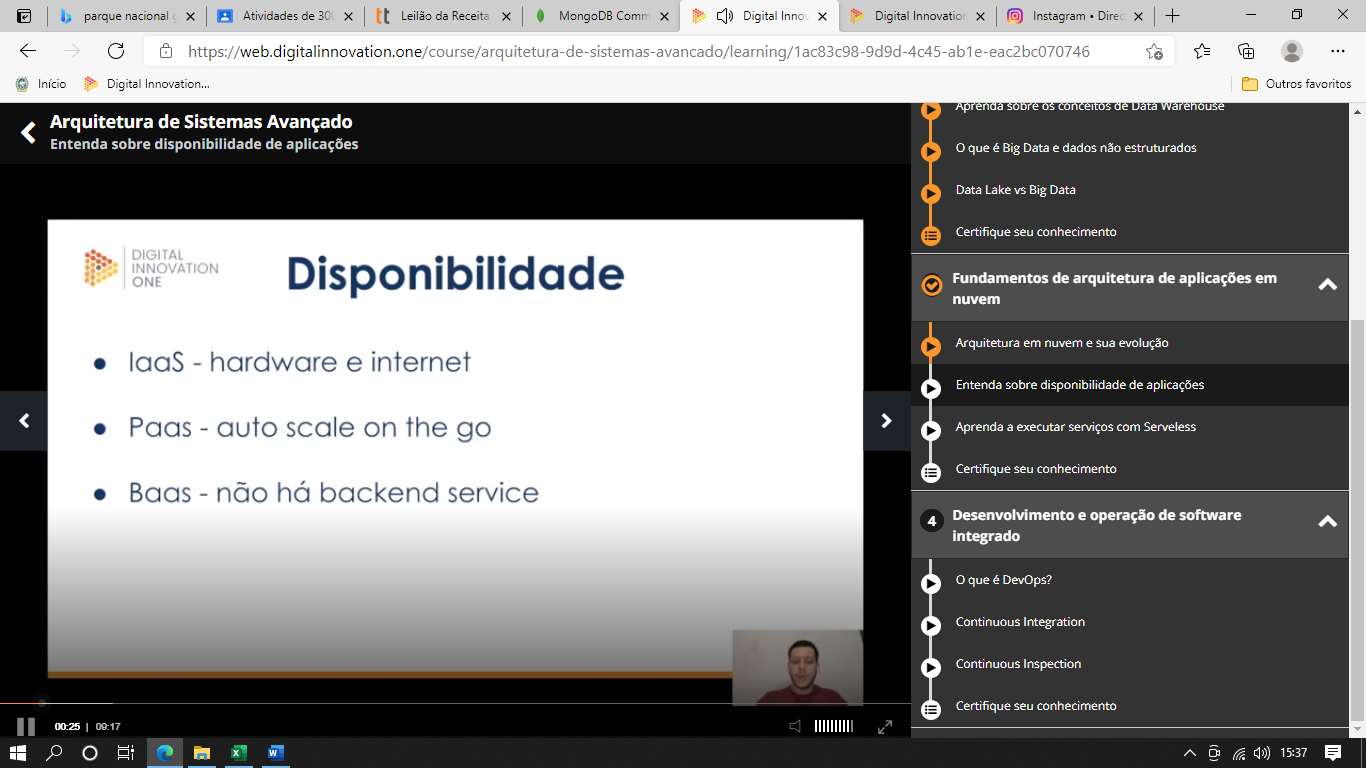 parque nacional g
Atividades de 300
Leilão da Receita
MongoDB Comm
Digital Innov
Digital Innovation
Instagram • Direc
https://web.digitalinnovation.one/course/arquitetura-de-sistemas-avancado/learning/1ac83c98-9d9d-4c45-ab1e-eac2bc070746
Início
Digital Innovation...
Outros favoritos
Arquitetura de Sistemas Avançado
Entenda sobre disponibilidade de aplicações
DIGITAL
INNOVATION
ONE
Disponibilidade
• IaaS - hardware e internet
• Paas - auto scale on the go
• Baas - não há backend service
00:25 | 09:17
Aprenda sobre os conceitos de Data Warehouse
O que é Big Data e dados não estruturados
Data Lake vs Big Data
Certifique seu conhecimento
Fundamentos de arquitetura de aplicações em
nuvem
Arquitetura em nuvem e sua evolução
Entenda sobre disponibilidade de aplicações
Aprenda a executar serviços com Serveless
Certifique seu conhecimento
4 Desenvolvimento e operação de software
integrado
O que é DevOps?
Continuous Integration
Continuous Inspection
Certifique seu conhecimento
15:37